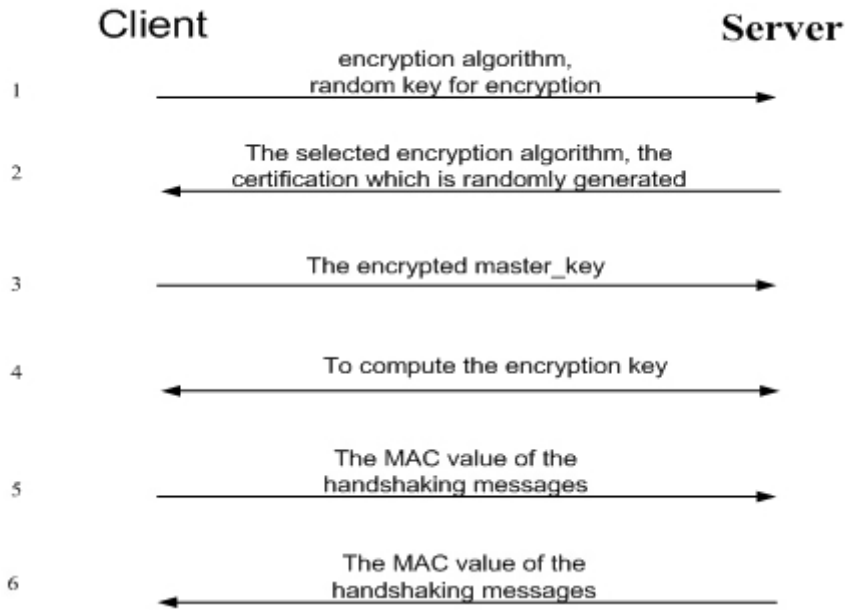 Client
Server
1
encryption algorithm,
random key for encryption
2
The selected encryption algorithm, the
certification which is randomly generated
3
The encrypted master_key
4
To compute the encryption key
5
The MAC value of the
handshaking messages
6
The MAC value of the
handshaking messages